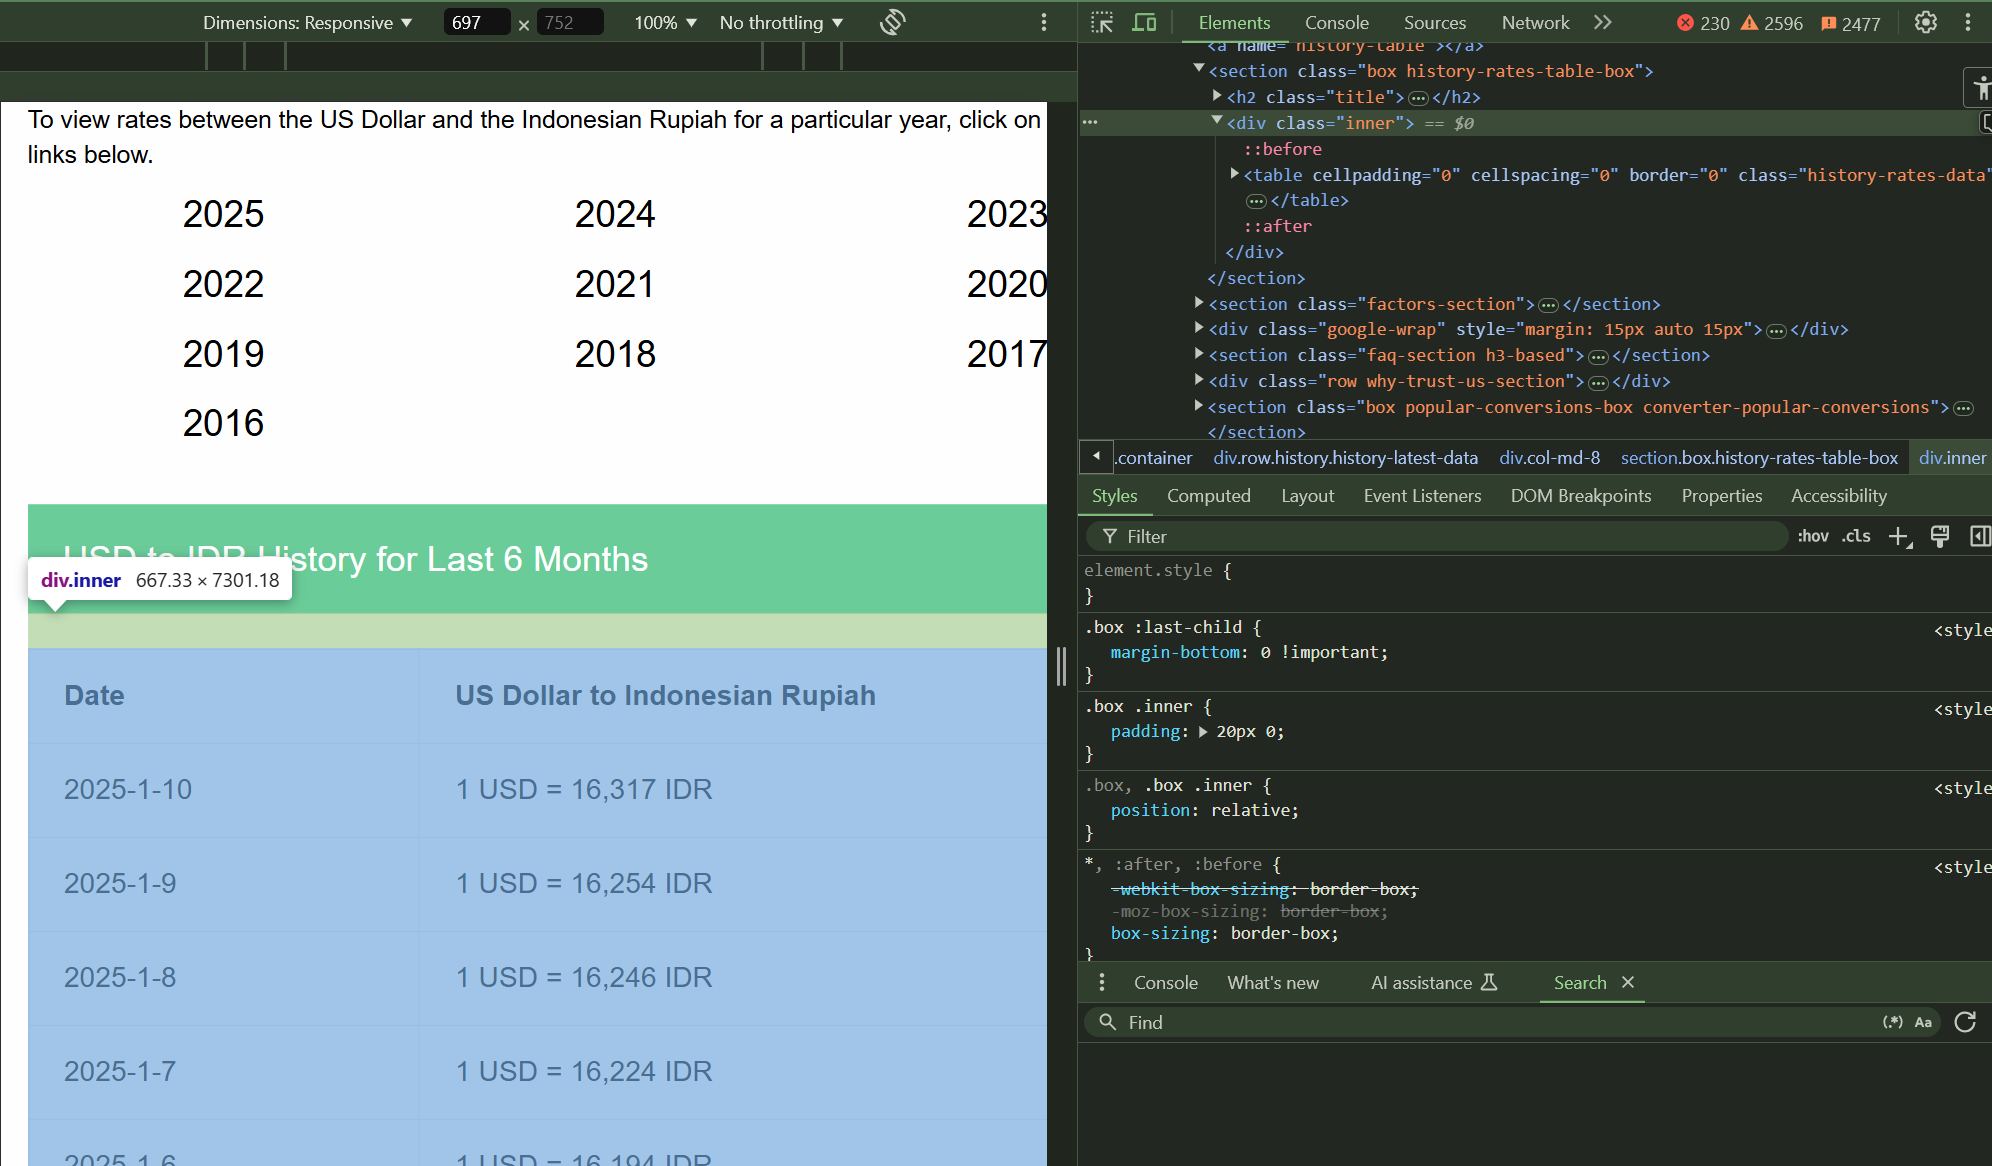 Dimensions: Responsive ▼ 697 × 752 100% ▼ No throttling ▼
To view rates between the US Dollar and the Indonesian Rupiah for a particular year, click on
links below.
2025 2024 2023
2022 2021 2020
2019 2018 2017
2016
USD to IDR History for Last 6 Months
div.inner 667.33 × 7301.18
Date US Dollar to Indonesian Rupiah
2025-1-10 1 USD = 16,317 IDR
2025-1-9 1 USD = 16,254 IDR
2025-1-8 1 USD = 16,246 IDR
2025-1-7 1 USD = 16,224 IDR
2025-1-6 1 USD = 16,194 IDR
Elements Console Sources Network 230 2596 2477
<a name="history-table"></a>
<section class="box history-rates-table-box">
<h2 class="title">…</h2>
<div class="inner"> == $0
::before
<table cellpadding="0" cellspacing="0" border="0" class="history-rates-data"
…</table>
::after
</div>
</section>
<section class="factors-section">…</section>
<div class="google-wrap" style="margin: 15px auto 15px">…</div>
<section class="faq-section h3-based">…</section>
<div class="row why-trust-us-section">…</div>
<section class="box popular-conversions-box converter-popular-conversions">…
</section>
.container div.row.history.history-latest-data div.col-md-8 section.box.history-rates-table-box div.inner
Styles Computed Layout Event Listeners DOM Breakpoints Properties Accessibility
Filter :hov .cls
element.style {
}
.box :last-child { <style
margin-bottom: 0 !important;
}
.box .inner { <style
padding: 20px 0;
}
.box, .box .inner { <style
position: relative;
}
*, :after, :before { <style
-webkit-box-sizing: border-box;
-moz-box-sizing: border-box;
box-sizing: border-box;
}
Console What's new AI assistance Search
Find (.*) Aa